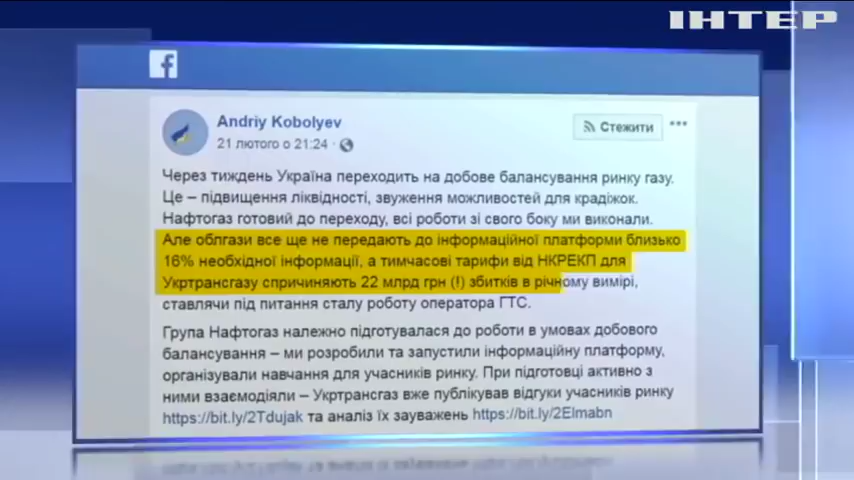 ІНТЕР
f
Andriy Kobolyev
21 лютого о 21:24 ·
Стежити
Через тиждень Україна переходить на добове балансування ринку газу.
Це – підвищення ліквідності, звуження можливостей для крадіжок.
Нафтогаз готовий до переходу, всі роботи зі свого боку ми виконали.
Але облгази все ще не передають до інформаційної платформи близько
16% необхідної інформації, а тимчасові тарифи від НКРЕКП для
Укртрансгазу спричиняють 22 млрд грн (!) збитків в річному вимірі,
ставлячи під питання сталу роботу оператора ГТС.
Група Нафтогаз належно підготувалася до роботи в умовах добового
балансування – ми розробили та запустили інформаційну платформу,
організували навчання для учасників ринку. При підготовці активно з
ними взаємодіяли – Укртрансгаз вже публікував відгуки учасників ринку
https://bit.ly/2Tdujak та аналіз їх зауважень https://bit.ly/2Elmabn